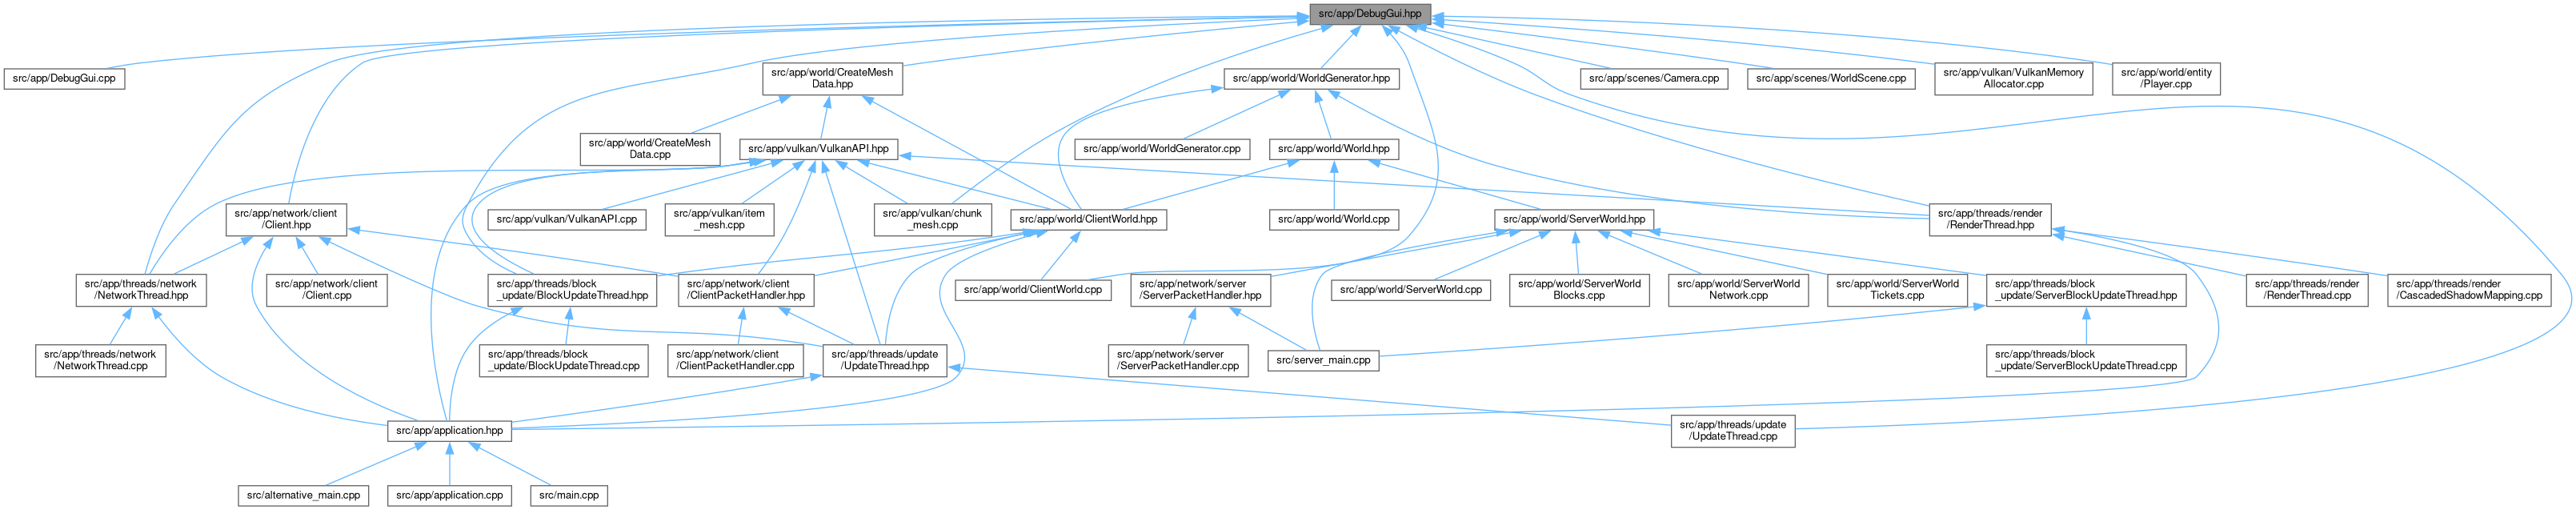 src/app/DebugGui.hpp
src/app/DebugGui.cpp
src/app/world/CreateMesh
Data.hpp
src/app/world/WorldGenerator.hpp
src/app/scenes/Camera.cpp
src/app/scenes/WorldScene.cpp
src/app/vulkan/VulkanMemory
Allocator.cpp
src/app/world/entity
/Player.cpp
src/app/world/CreateMesh
Data.cpp
src/app/vulkan/VulkanAPI.hpp
src/app/world/WorldGenerator.cpp
src/app/world/World.hpp
src/app/network/client
/Client.hpp
src/app/vulkan/VulkanAPI.cpp
src/app/vulkan/item
_mesh.cpp
src/app/vulkan/chunk
_mesh.cpp
src/app/world/ClientWorld.hpp
src/app/world/World.cpp
src/app/world/ServerWorld.hpp
src/app/threads/render
/RenderThread.hpp
src/app/threads/network
/NetworkThread.hpp
src/app/network/client
/Client.cpp
src/app/threads/block
_update/BlockUpdateThread.hpp
src/app/network/client
/ClientPacketHandler.hpp
src/app/world/ClientWorld.cpp
src/app/network/server
/ServerPacketHandler.hpp
src/app/world/ServerWorld.cpp
src/app/world/ServerWorld
Blocks.cpp
src/app/world/ServerWorld
Network.cpp
src/app/world/ServerWorld
Tickets.cpp
src/app/threads/block
_update/ServerBlockUpdateThread.hpp
src/app/threads/render
/RenderThread.cpp
src/app/threads/render
/CascadedShadowMapping.cpp
src/app/threads/network
/NetworkThread.cpp
src/app/threads/block
_update/BlockUpdateThread.cpp
src/app/network/client
/ClientPacketHandler.cpp
src/app/threads/update
/UpdateThread.hpp
src/app/network/server
/ServerPacketHandler.cpp
src/server_main.cpp
src/app/threads/block
_update/ServerBlockUpdateThread.cpp
src/app/application.hpp
src/app/threads/update
/UpdateThread.cpp
src/alternative_main.cpp
src/app/application.cpp
src/main.cpp